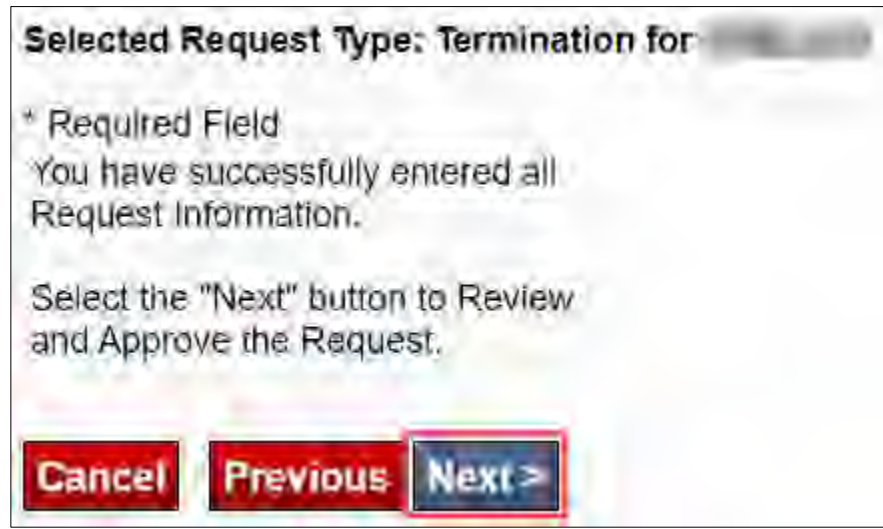 Selected Request Type: Termination for
* Required Field
You have successfully entered all
Request Information.
Select the "Next" button to Review
and Approve the Request.
Cancel Previous Next >